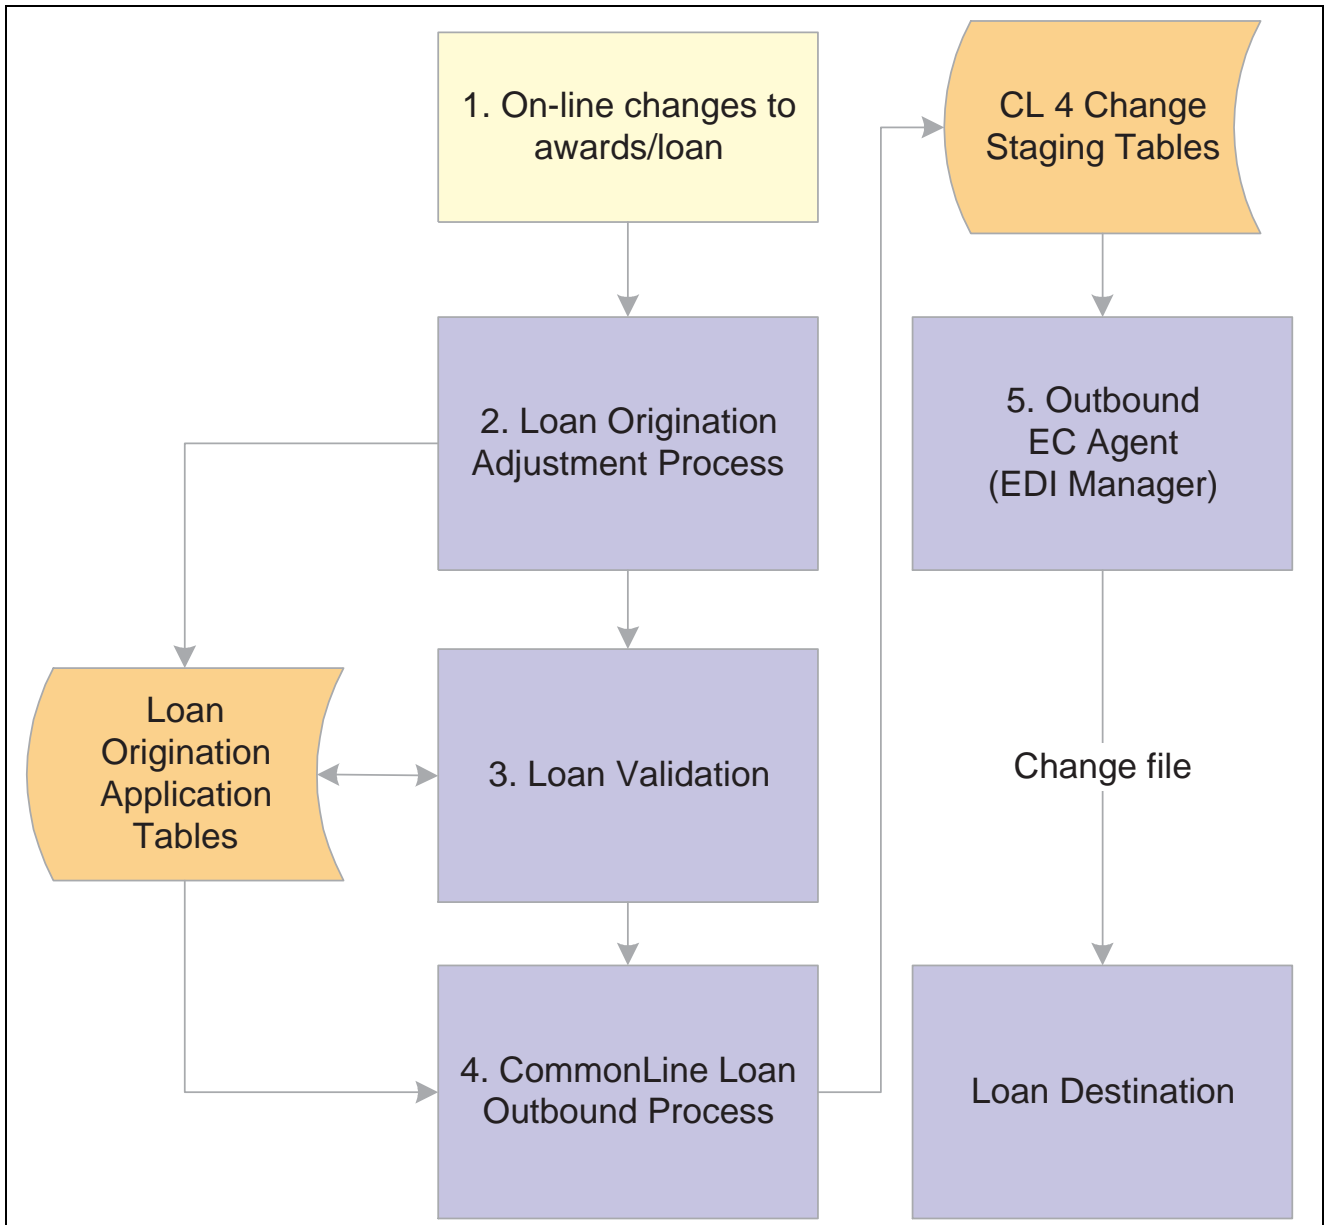 1. On-line changes to
awards/loan
2. Loan Origination
Adjustment Process
Loan
Origination
Application
Tables
3. Loan Validation
4. CommonLine Loan
Outbound Process
CL 4 Change
Staging Tables
5. Outbound
EC Agent
(EDI Manager)
Change file
Loan Destination